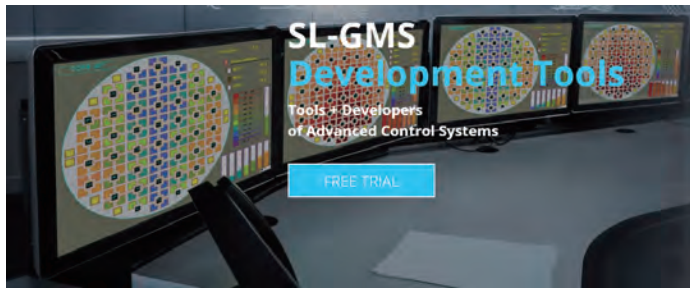 SL-GMS
Development Tools
Tools + Developers
of Advanced Control Systems
FREE TRIAL